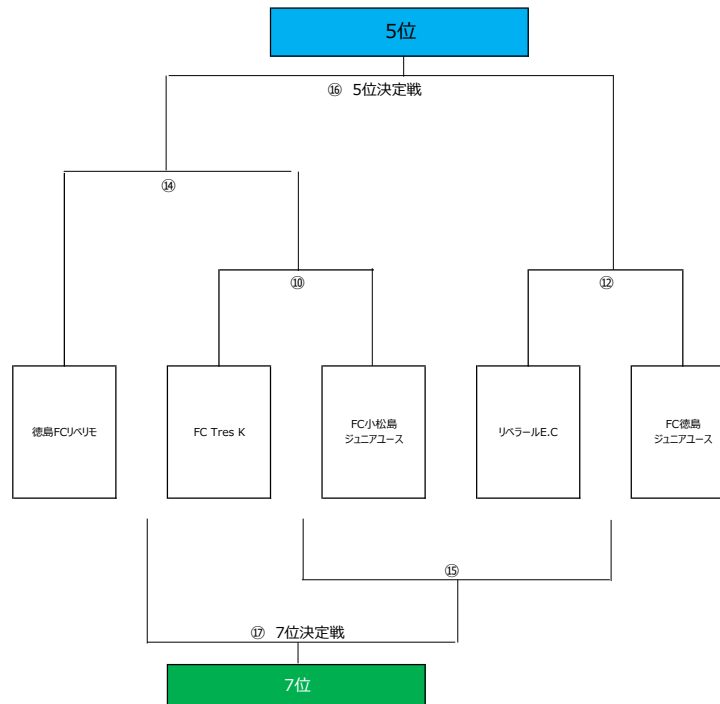 5位
⑯ 5位決定戦
⑭
⑩
⑫
徳島FCリベリモ
FC Tres K
FC小松島
ジュニアユース
リベラールE.C
FC徳島
ジュニアユース
⑮
⑰ 7位決定戦
7位